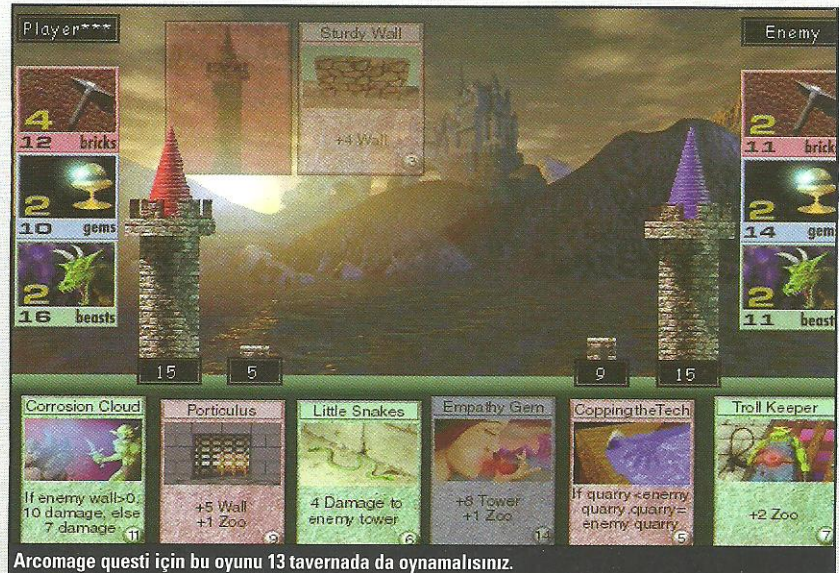 Player***
Enemy
Sturdy Wall
+4 Wall
3
4
12 bricks
2
10 gems
2
16 beasts
2
11 brick
2
14 gem
2
11 beast
15
5
9
15
Corrosion Cloud
If enemy wall>0,
10 damage, else
7 damage
11
Porticulus
+5 Wall
+1 Zoo
9
Little Snakes
4 Damage to
enemy tower
6
Empathy Gem
+8 Tower
+1 Zoo
14
Copping the Tech
If quarry<enemy
quarry,quarry=
enemy quarry
5
Troll Keeper
+2 Zoo
7
Arcomage questi için bu oyunu 13 tavernada da oynamalısınız.